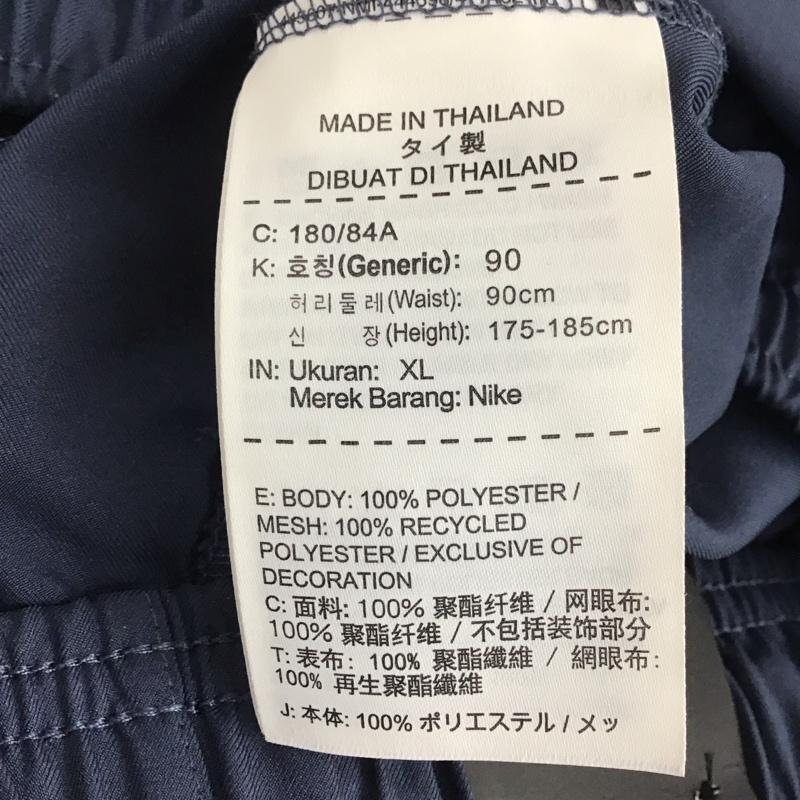 MADE IN THAILAND
タイ製
DIBUAT DI THAILAND
C: 180/84A
K: 호칭(Generic): 90
허리둘레(Waist): 90cm
신 장(Height): 175-185cm
IN: Ukuran: XL
Merek Barang: Nike
E: BODY: 100% POLYESTER /
MESH: 100% RECYCLED
POLYESTER / EXCLUSIVE OF
DECORATION
C: 面料: 100% 聚酯纤维 / 网眼布:
100% 聚酯纤维 / 不包括装饰部分
T: 表布: 100% 聚酯纖維 / 網眼布:
100% 再生聚酯纖維
J: 本体: 100% ポリエステル / メッ